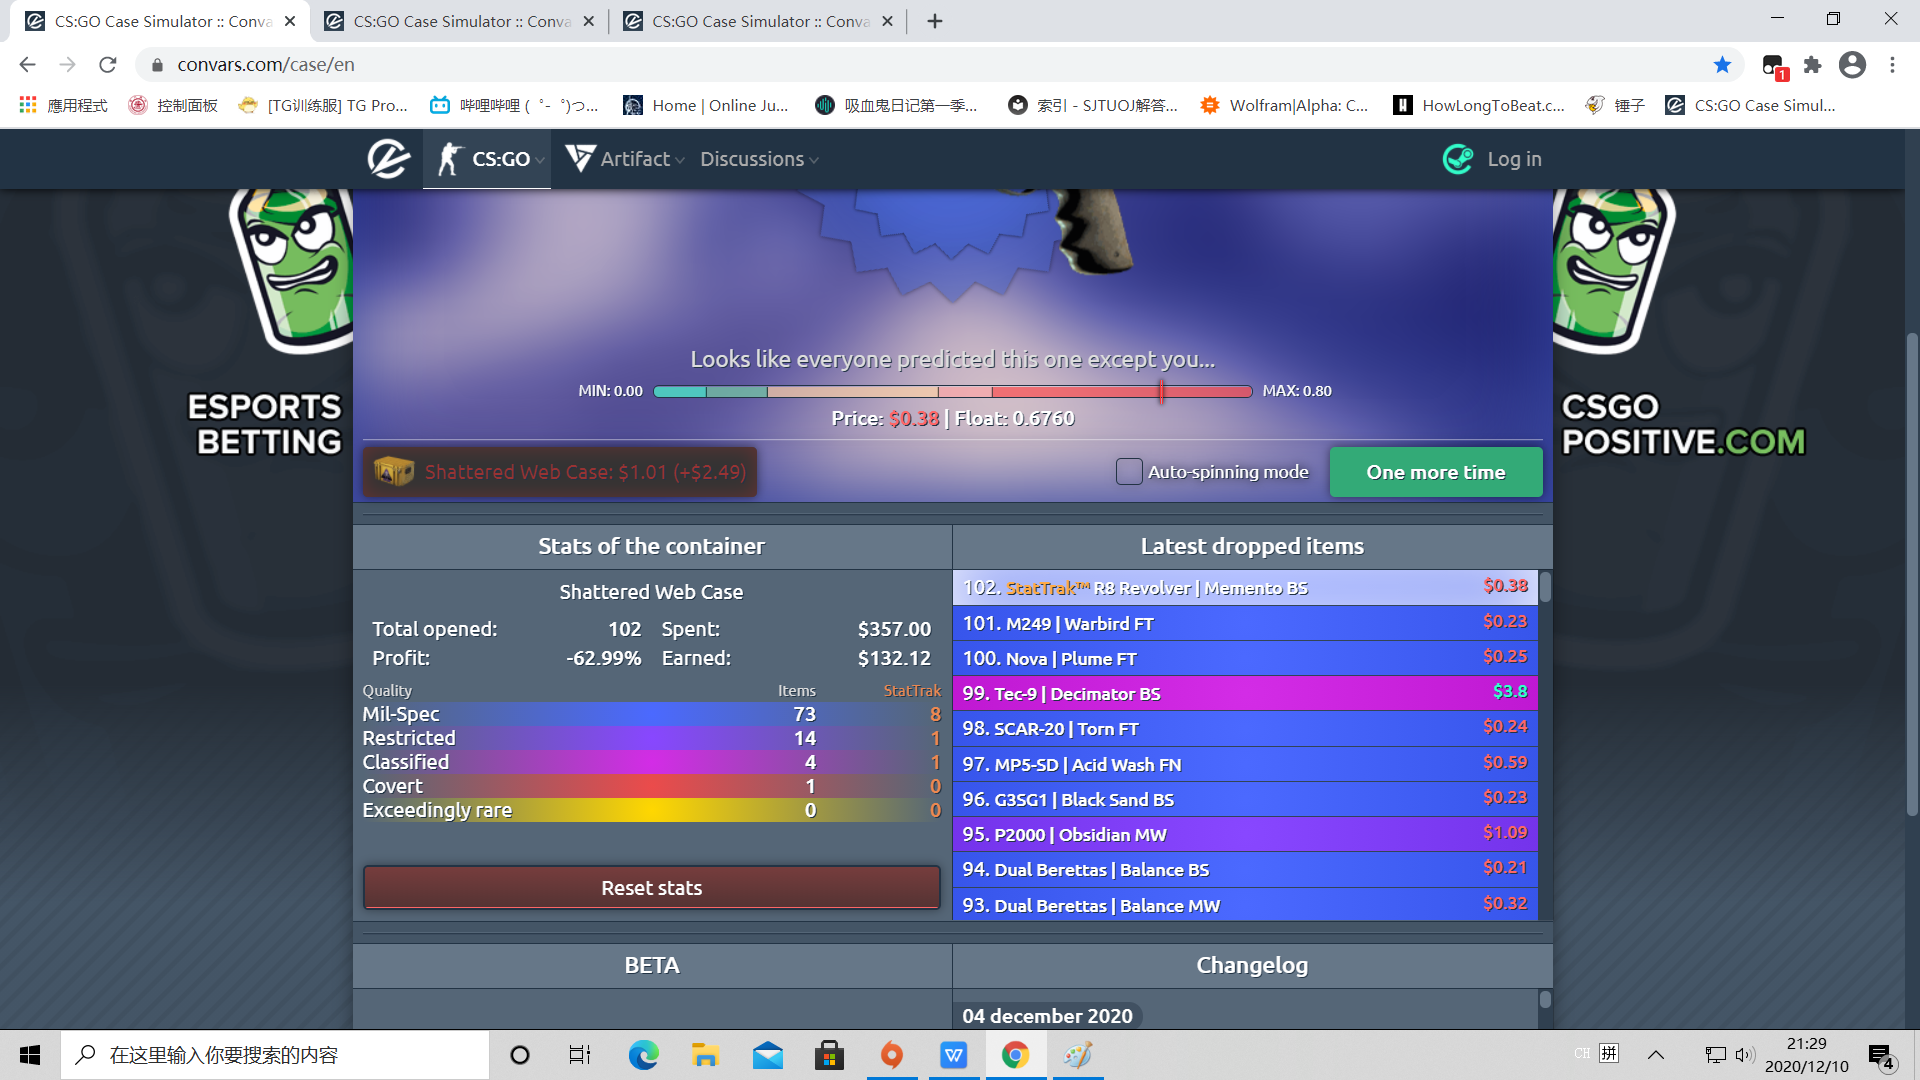 CS:GO Case Simulator :: Conva
CS:GO Case Simulator :: Conva
CS:GO Case Simulator :: Conva
convars.com/case/en
1
應用程式
控制面板
[TG训练服] TG Pro...
哔哩哔哩 ( ゜- ゜)つ...
Home | Online Ju...
吸血鬼日记第一季...
索引 - SJTUOJ解答...
Wolfram|Alpha: C...
HowLongToBeat.c...
锤子
CS:GO Case Simul...
CS:GO
Artifact
Discussions
Log in
ESPORTS
BETTING
CSGO
POSITIVE.COM
Looks like everyone predicted this one except you...
MIN: 0.00
MAX: 0.80
Price: $0.38 | Float: 0.6760
Shattered Web Case: $1.01 (+$2.49)
Auto-spinning mode
One more time
Stats of the container
Shattered Web Case
Total opened: 102 Spent: $357.00
Profit: -62.99% Earned: $132.12
Quality Items StatTrak
Mil-Spec 73 8
Restricted 14 1
Classified 4 1
Covert 1 0
Exceedingly rare 0 0
Reset stats
Latest dropped items
102. StatTrak™ R8 Revolver | Memento BS $0.38
101. M249 | Warbird FT $0.23
100. Nova | Plume FT $0.25
99. Tec-9 | Decimator BS $3.8
98. SCAR-20 | Torn FT $0.24
97. MP5-SD | Acid Wash FN $0.59
96. G3SG1 | Black Sand BS $0.23
95. P2000 | Obsidian MW $1.09
94. Dual Berettas | Balance BS $0.21
93. Dual Berettas | Balance MW $0.32
BETA
Changelog
04 december 2020
在这里输入你要搜索的内容
CH 拼
21:29
2020/12/10
4